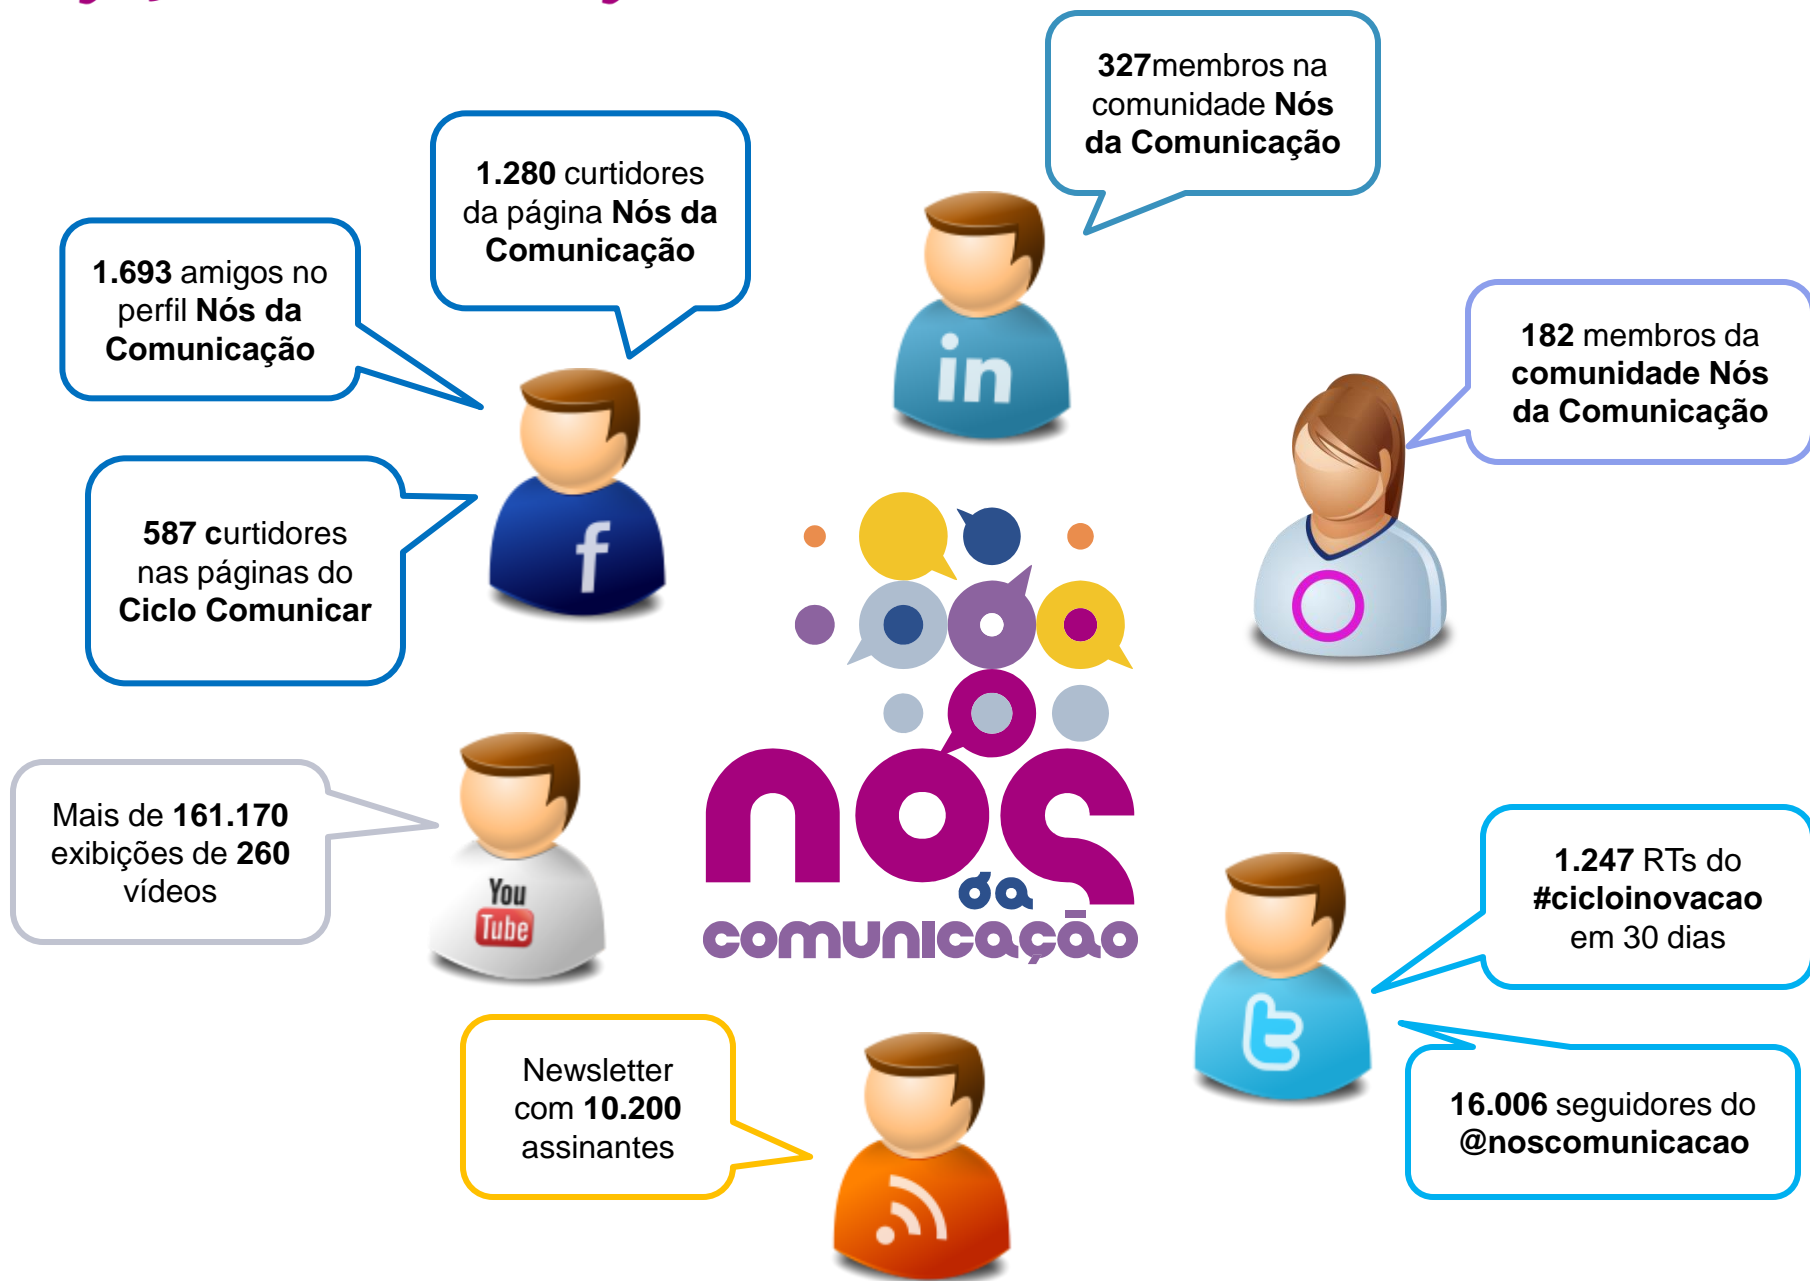 327membros na
comunidade Nós
da Comunicação
1.280 curtidores
da página Nós da
Comunicação
1.693 amigos no
perfil Nós da
Comunicação
in
182 membros da
comunidade Nós
da Comunicação
587 curtidores
nas páginas do
Ciclo Comunicar
f
Mais de 161.170
exibições de 260
vídeos
You
Tube
nós
da
comunicação
1.247 RTs do
#cicloinovacao
em 30 dias
t
Newsletter
com 10.200
assinantes
16.006 seguidores do
@noscomunicacao